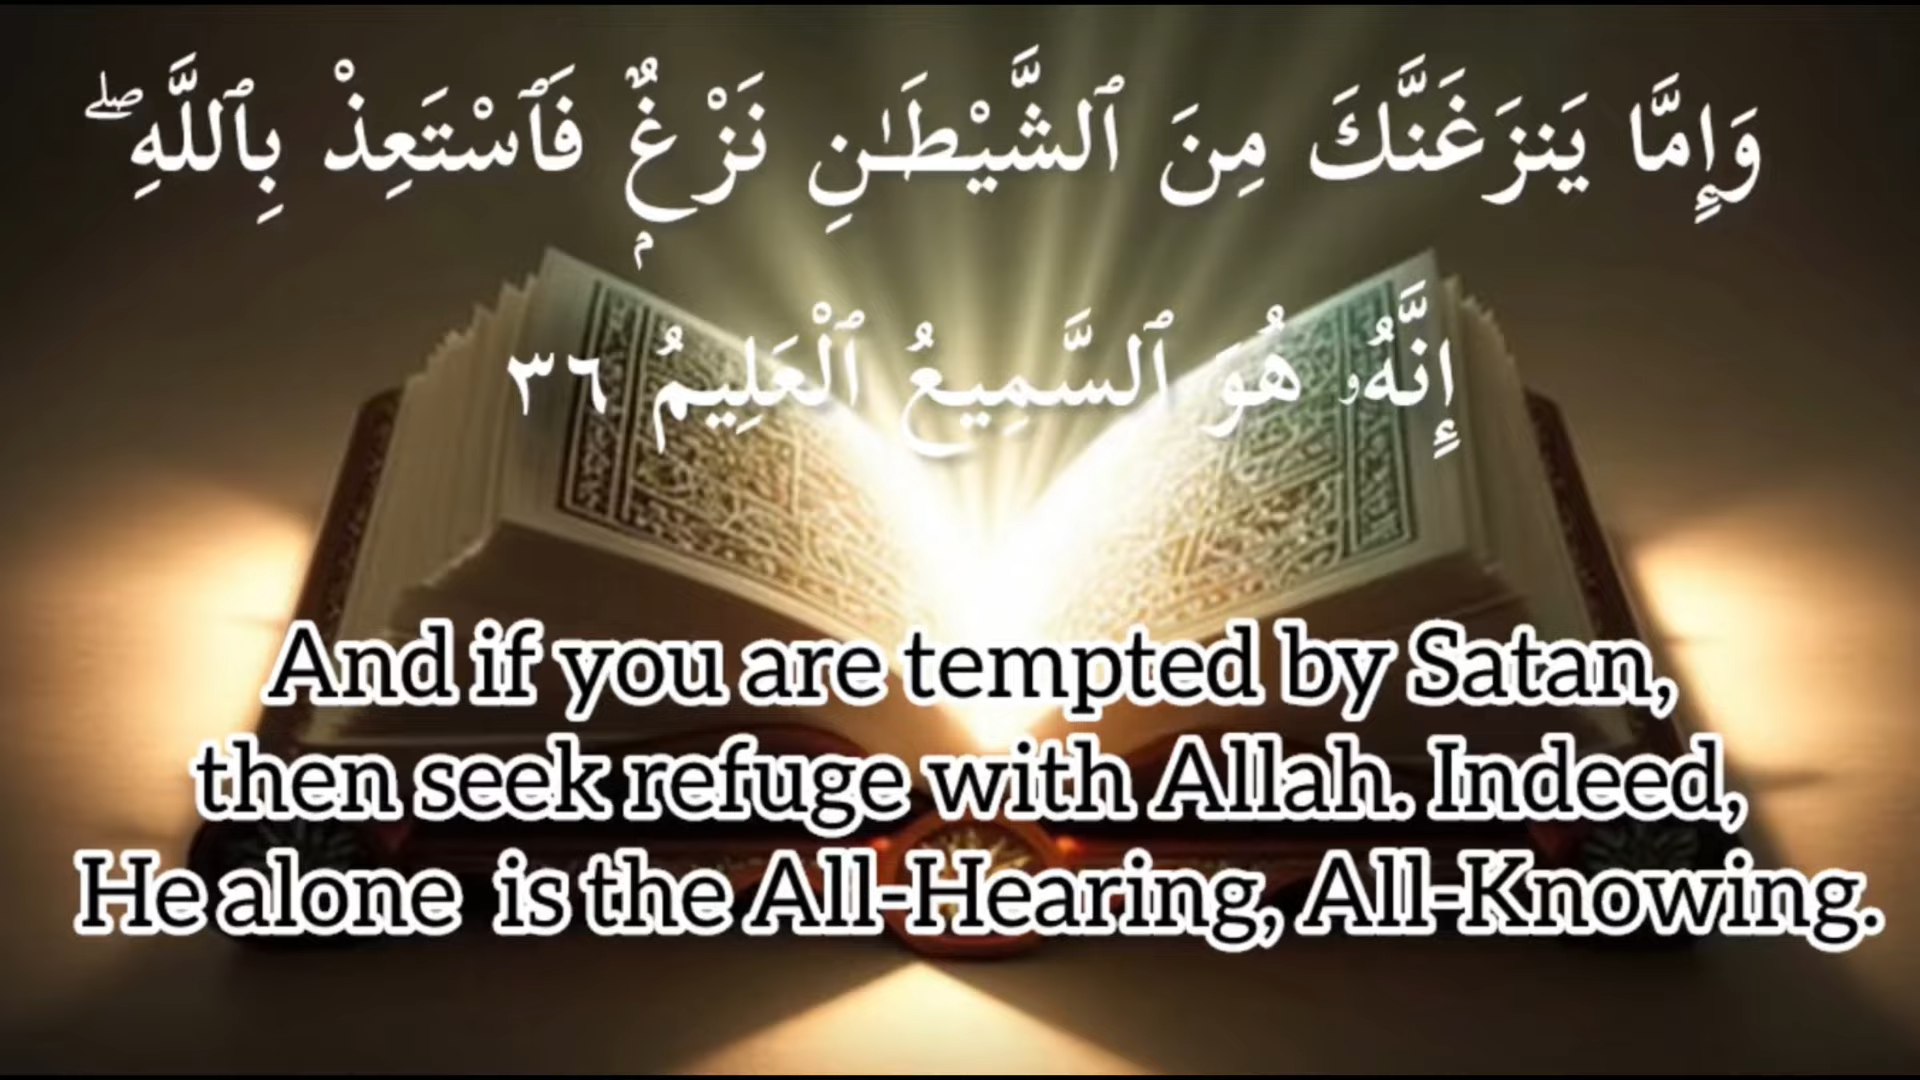 وَإِمَّا يَنزَغَنَّكَ مِنَ ٱلشَّيْطَـٰنِ نَزْغٌۭ فَٱسْتَعِذْ بِٱللَّهِ ۖ
إِنَّهُۥ هُوَ ٱلسَّمِيعُ ٱلْعَلِيمُ ٣٦
And if you are tempted by Satan,
then seek refuge with Allah. Indeed,
He alone is the All-Hearing, All-Knowing.